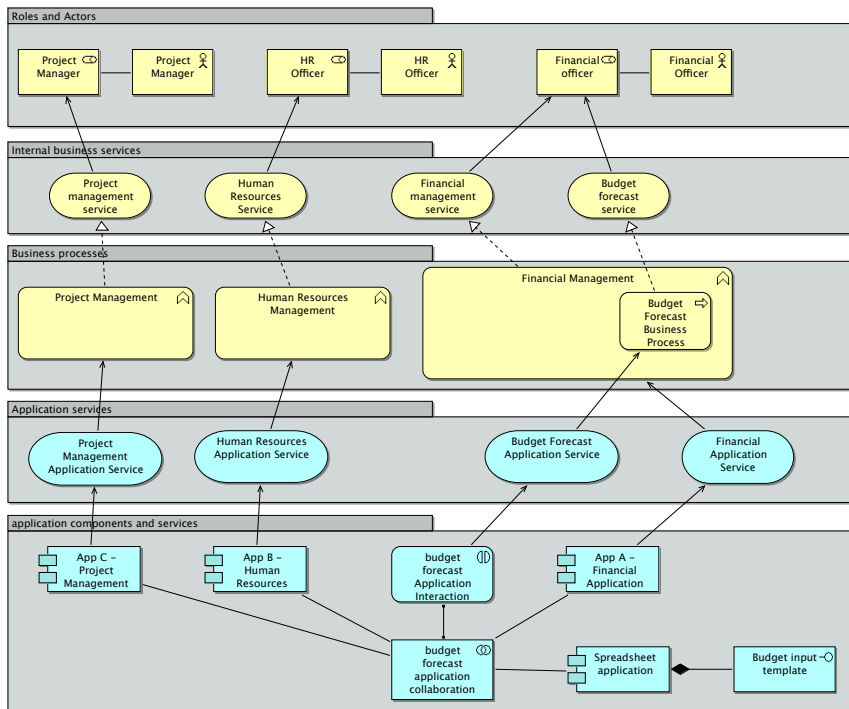 Roles and Actors
Project
Manager
Project
Manager
HR
Officer
HR
Officer
Financial
officer
Financial
Officer
Internal business services
Project
management
service
Human
Resources
Service
Financial
management
service
Budget
forecast
service
Business processes
Project Management
Human Resources
Management
Financial Management
Budget
Forecast
Business
Process
Application services
Project
Management
Application Service
Human Resources
Application Service
Budget Forecast
Application Service
Financial
Application
Service
application components and services
App C –
Project
Management
App B –
Human
Resources
budget
forecast
Application
Interaction
App A –
Financial
Application
budget
forecast
application
collaboration
Spreadsheet
application
Budget input
template